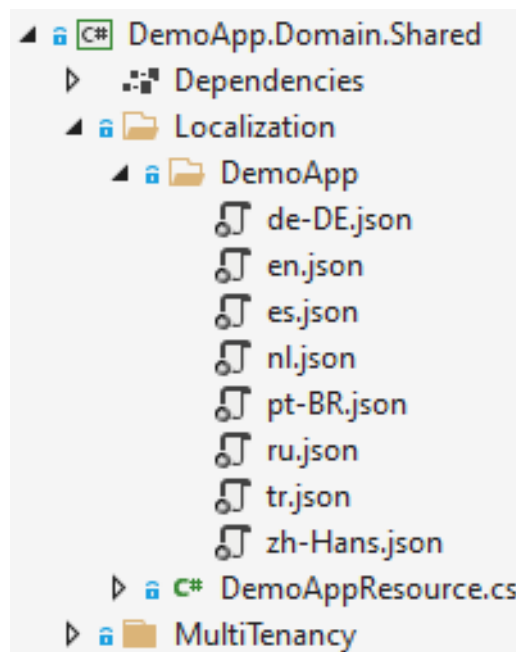 C# DemoApp.Domain.Shared
Dependencies
Localization
DemoApp
de-DE.json
en.json
es.json
nl.json
pt-BR.json
ru.json
tr.json
zh-Hans.json
C# DemoAppResource.cs
MultiTenancy